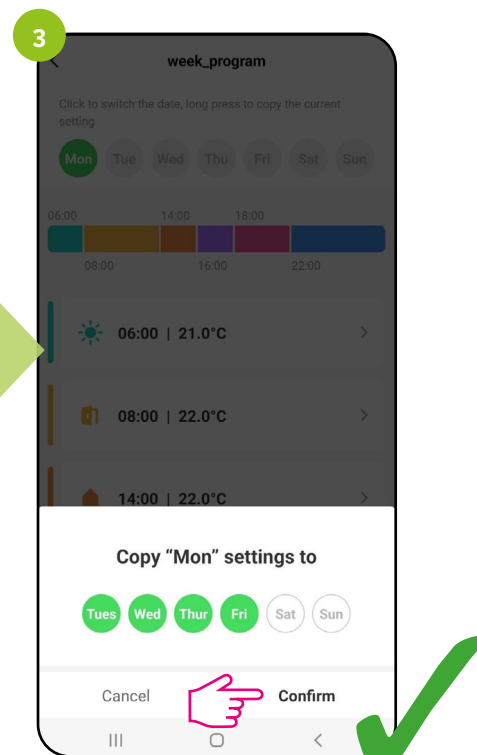 3
week_program
Click to switch the date, long press to copy the current
setting
Mon Tue Wed Thu Fri Sat Sun
06:00 14:00 18:00
08:00 16:00 22:00
06:00 | 21.0°C
08:00 | 22.0°C
14:00 | 22.0°C
Copy “Mon” settings to
Tues Wed Thur Fri Sat Sun
Cancel Confirm